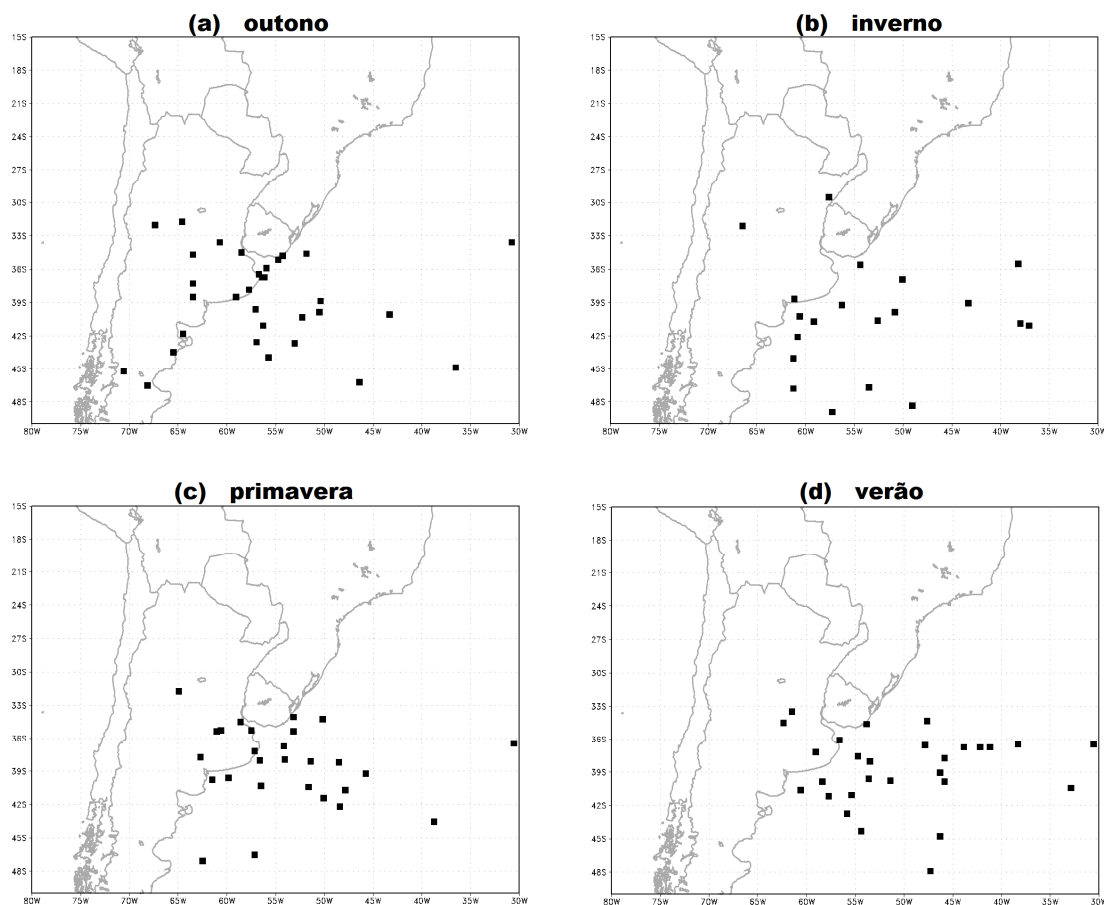 (a) outono
15S
18S
21S
24S
27S
30S
33S
36S
39S
42S
45S
48S
80W 75W 70W 65W 60W 55W 50W 45W 40W 35W 30W
(b) inverno
15S
18S
21S
24S
27S
30S
33S
36S
39S
42S
45S
48S
80W 75W 70W 65W 60W 55W 50W 45W 40W 35W 30W
(c) primavera
15S
18S
21S
24S
27S
30S
33S
36S
39S
42S
45S
48S
80W 75W 70W 65W 60W 55W 50W 45W 40W 35W 30W
(d) verão
15S
18S
21S
24S
27S
30S
33S
36S
39S
42S
45S
48S
80W 75W 70W 65W 60W 55W 50W 45W 40W 35W 30W